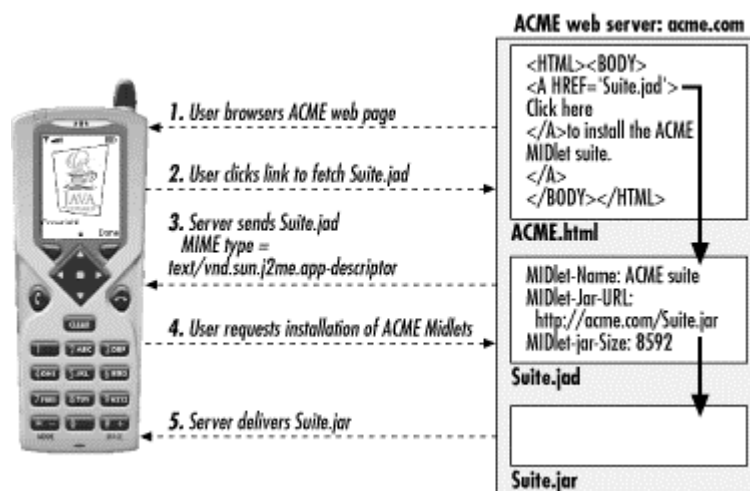 ACME web server: acme.com
<HTML><BODY>
<A HREF='Suite.jad'>
Click here
</A>to install the ACME
MIDlet suite.
</A>
</BODY></HTML>
ACME.html
1. User browsers ACME web page
2. User clicks link to fetch Suite.jad
3. Server sends Suite.jad
MIME type =
text/vnd.sun.j2me.app-descriptor
4. User requests installation of ACME Midlets
5. Server delivers Suite.jar
MIDlet-Name: ACME suite
MIDlet-Jar-URL:
http://acme.com/Suite.jar
MIDlet-jar-Size: 8592
Suite.jad
Suite.jar
JAVA
Done
CLEAR